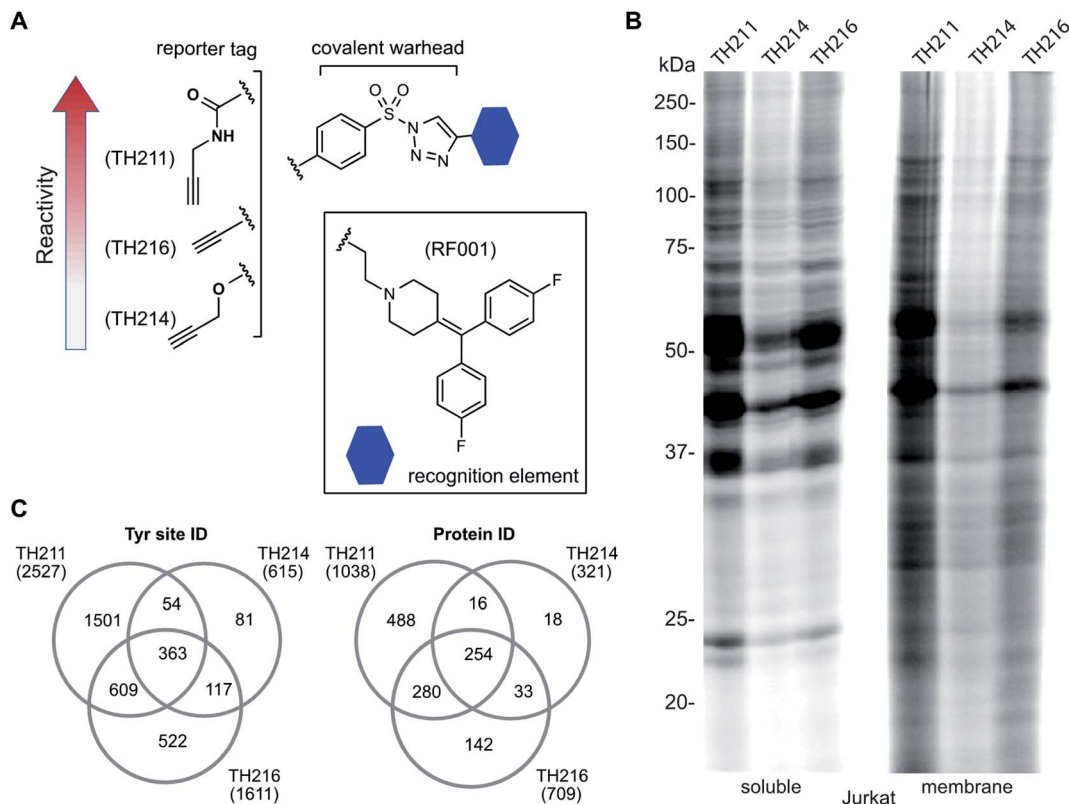 A
reporter tag
covalent warhead
Reactivity
O
NH
(TH211)
(TH216)
O
(TH214)
O O
S
N
N
N
(RF001)
N
F
F
recognition element
B
TH211
TH214
TH216
TH211
TH214
TH216
kDa
250-
150-
100-
75-
50-
37-
25-
20-
soluble
membrane
Jurkat
C
Tyr site ID
TH211
(2527)
TH214
(615)
1501
54
81
363
609
117
522
TH216
(1611)
Protein ID
TH211
(1038)
TH214
(321)
488
16
18
254
280
33
142
TH216
(709)